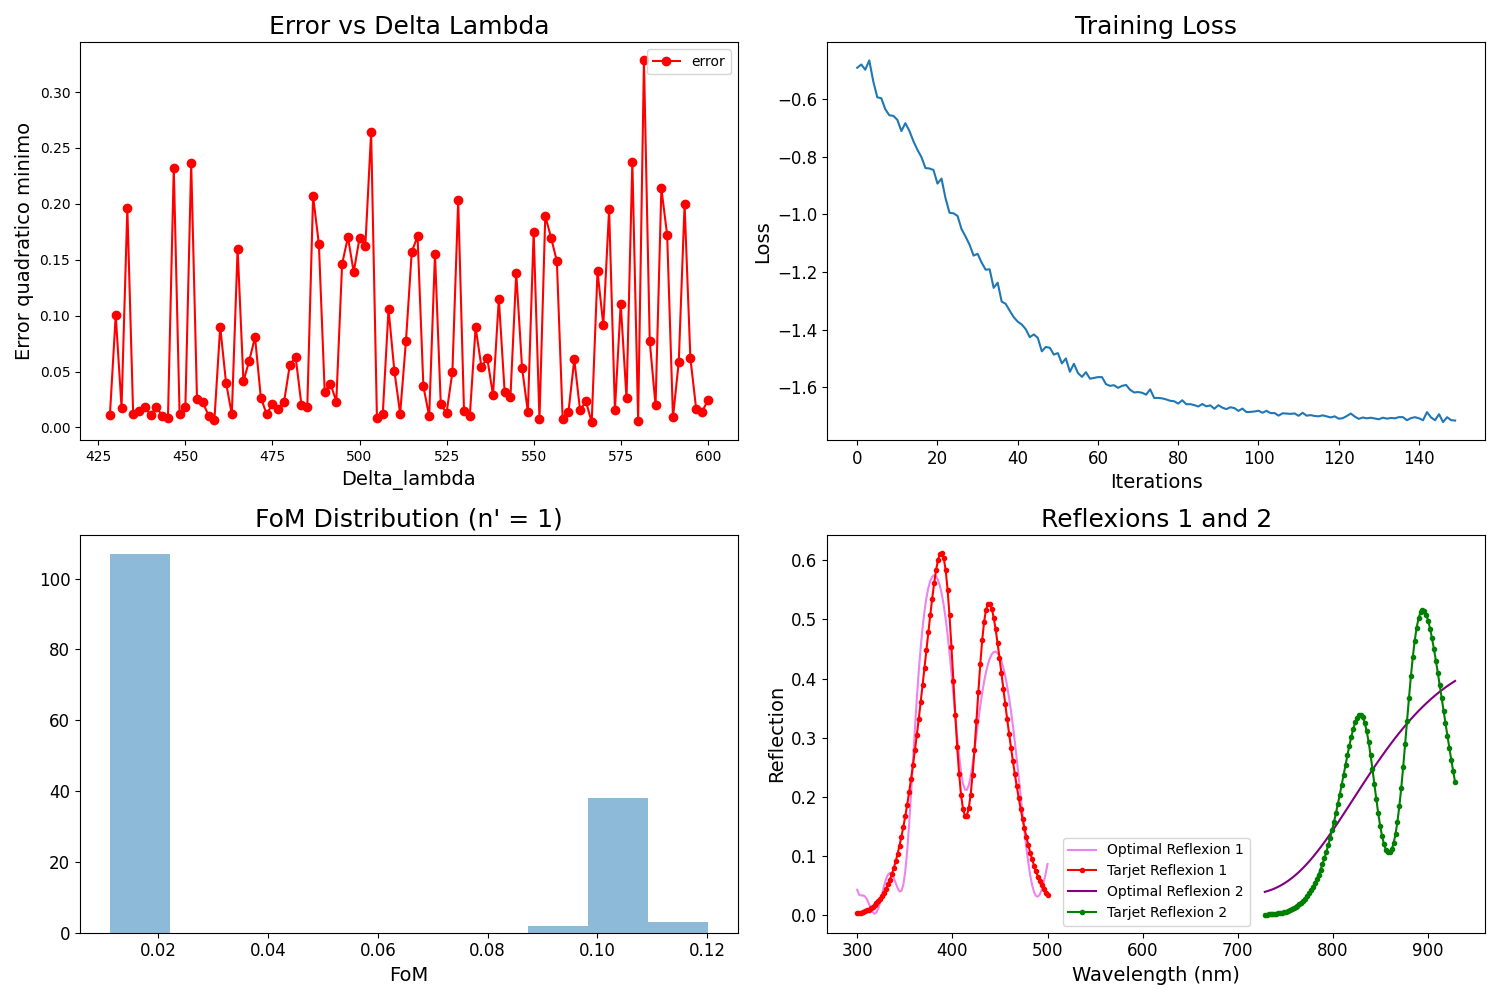 Error vs Delta Lambda
error
Error quadratico minimo
0.30
0.25
0.20
0.15
0.10
0.05
0.00
425 450 475 500 525 550 575 600
Delta_lambda
Training Loss
Loss
−0.6
−0.8
−1.0
−1.2
−1.4
−1.6
0 20 40 60 80 100 120 140
Iterations
FoM Distribution (n' = 1)
100
80
60
40
20
0
0.02 0.04 0.06 0.08 0.10 0.12
FoM
Reflexions 1 and 2
Reflection
0.6
0.5
0.4
0.3
0.2
0.1
0.0
Optimal Reflexion 1
Tarjet Reflexion 1
Optimal Reflexion 2
Tarjet Reflexion 2
300 400 500 600 700 800 900
Wavelength (nm)